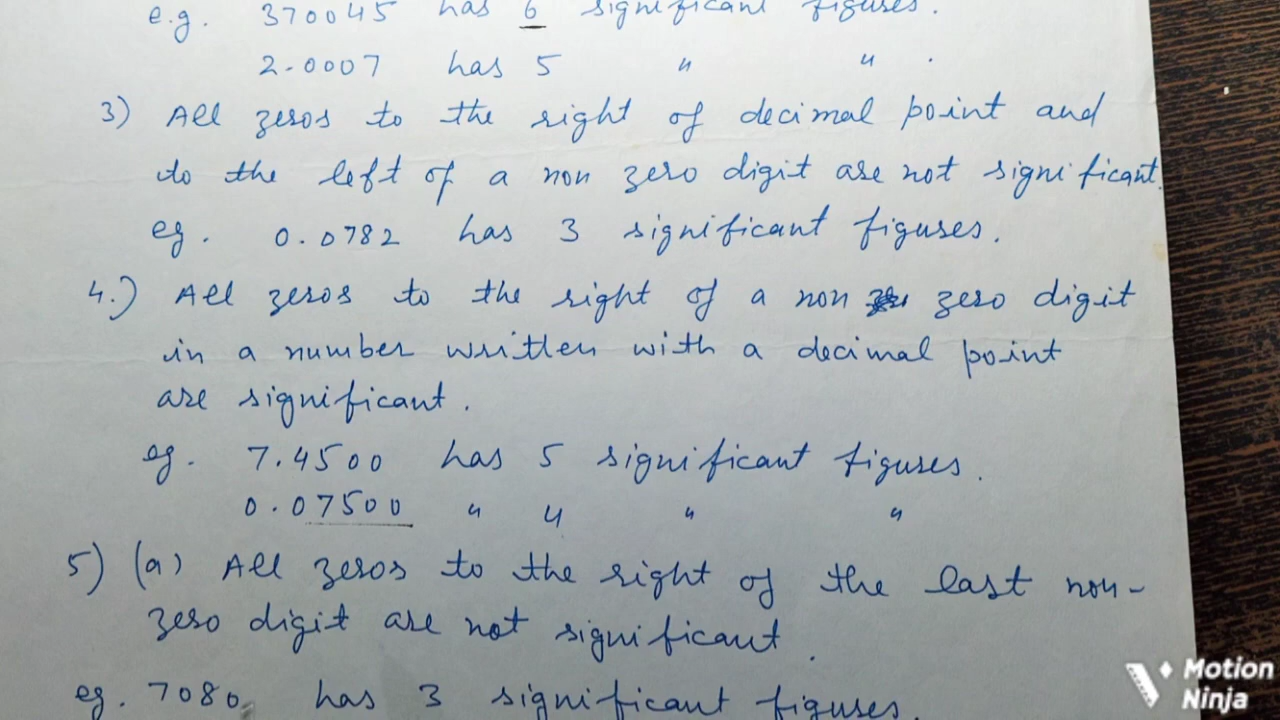 e.g. 370045 has 6 significant figures.
2.0007 has 5 " " .
3) All zeros to the right of decimal point and
to the left of a non zero digit are not significant.
eg. 0.0782 has 3 significant figures.
4.) All zeros to the right of a non zero digit
in a number written with a decimal point
are significant.
eg. 7.4500 has 5 significant figures.
0.07500 " 4 " "
5) (a) All zeros to the right of the last non-
zero digit are not significant.
eg. 7080 has 3 significant figures.
Motion
Ninja